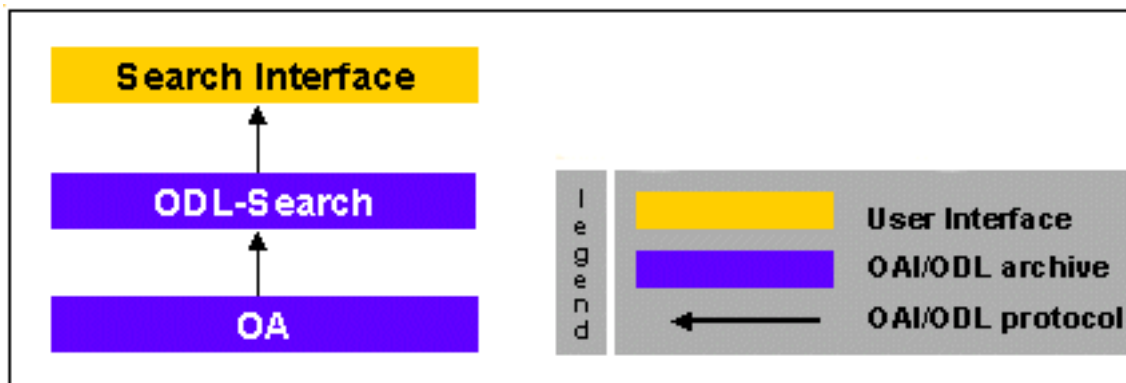 Search Interface
ODL-Search
OA
legend
User Interface
OAI/ODL archive
OAI/ODL protocol